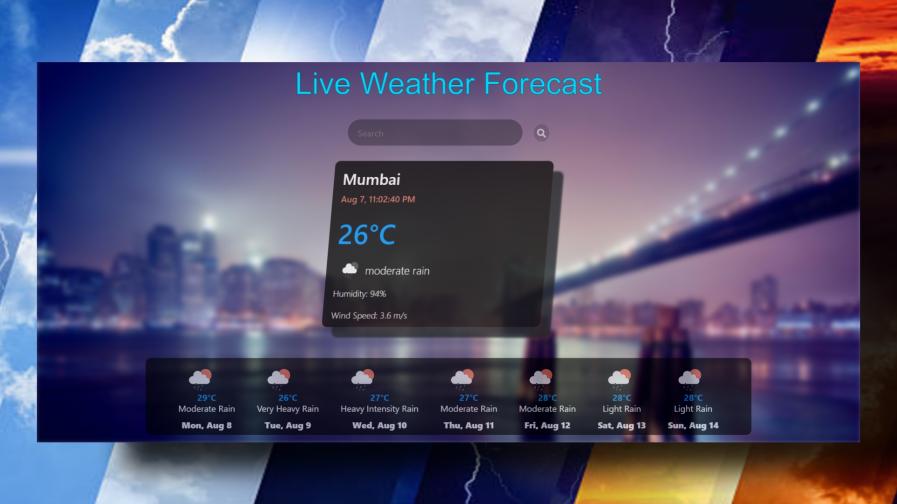 Live Weather Forecast
Search
Mumbai
Aug 7, 11:02:40 PM
26°C
moderate rain
Humidity: 94%
Wind Speed: 3.6 m/s
29°C 26°C 27°C 27°C 28°C 28°C 28°C
Moderate Rain Very Heavy Rain Heavy Intensity Rain Moderate Rain Moderate Rain Light Rain Light Rain
Mon, Aug 8 Tue, Aug 9 Wed, Aug 10 Thu, Aug 11 Fri, Aug 12 Sat, Aug 13 Sun, Aug 14